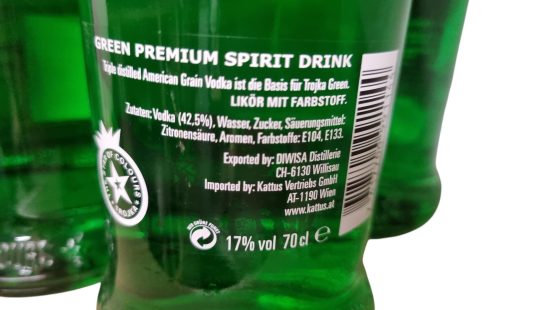 GREEN PREMIUM SPIRIT DRINK
Triple distilled American Grain Vodka ist die Basis für Trojka Green.
LIKÖR MIT FARBSTOFF.
Zutaten: Vodka (42,5%), Wasser, Zucker, Säuerungsmittel:
Zitronensäure, Aromen, Farbstoffe: E104, E133.
Exported by: DIWISA Distillerie
CH-6130 Willisau
Imported by: Kattus Vertriebs GmbH
AT-1190 Wien
www.kattus.at
17% vol 70 cl e